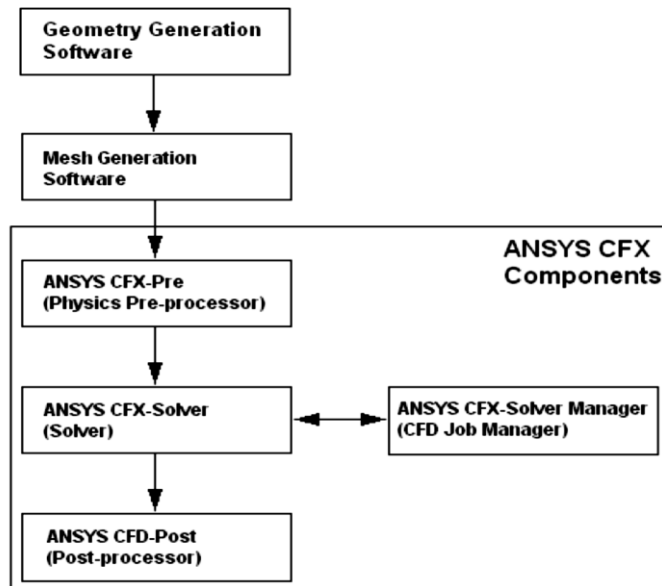 Geometry Generation
Software
Mesh Generation
Software
ANSYS CFX
Components
ANSYS CFX-Pre
(Physics Pre-processor)
ANSYS CFX-Solver
(Solver)
ANSYS CFX-Solver Manager
(CFD Job Manager)
ANSYS CFD-Post
(Post-processor)